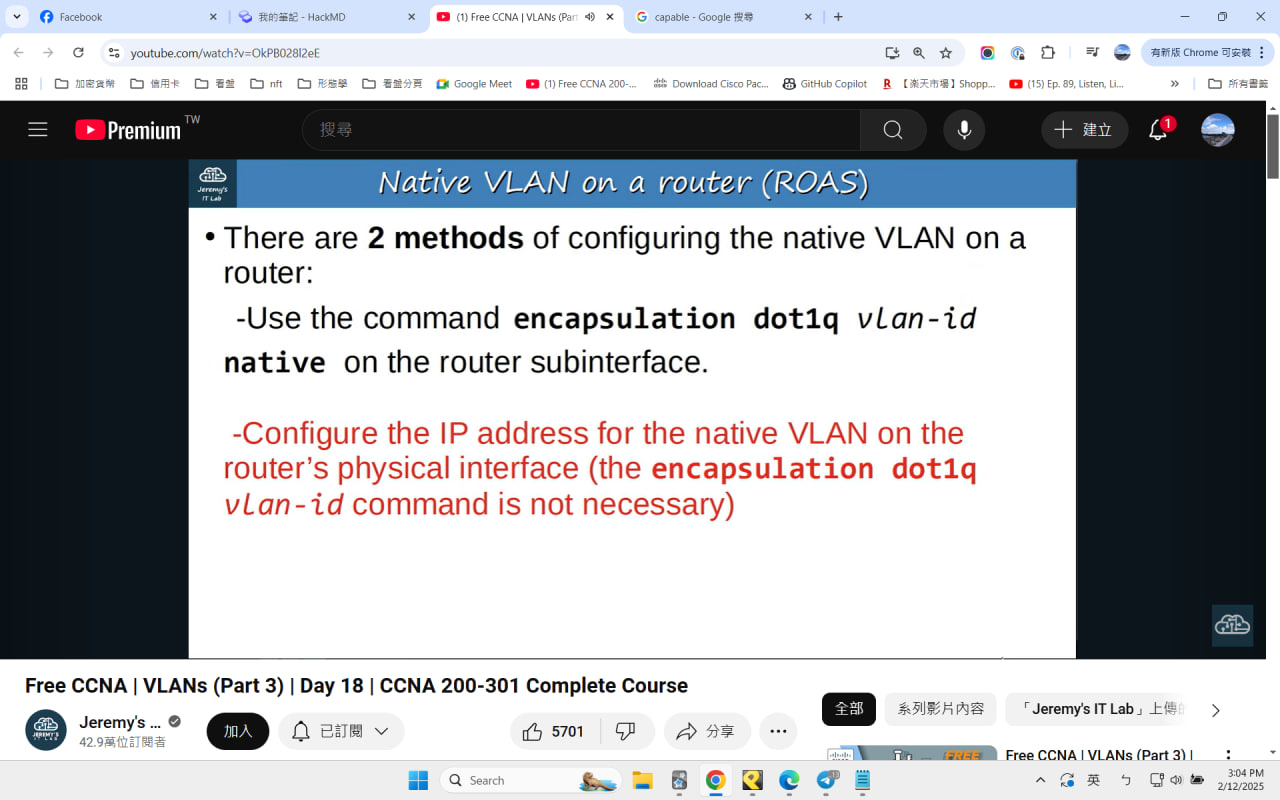 Facebook
我的筆記 - HackMD
(1) Free CCNA | VLANs (Part
capable - Google 搜尋
youtube.com/watch?v=OkPB028l2eE
有新版 Chrome 可安裝
加密貨幣
信用卡
看盤
nft
形態學
看盤分頁
Google Meet
(1) Free CCNA 200-...
Download Cisco Pac...
GitHub Copilot
【楽天市場】Shopp...
(15) Ep. 89, Listen, Li...
»
所有書籤
Premium TW
搜尋
建立
1
Jeremy's
IT Lab
Native VLAN on a router (ROAS)
• There are 2 methods of configuring the native VLAN on a
router:
-Use the command encapsulation dot1q vlan-id
native on the router subinterface.
-Configure the IP address for the native VLAN on the
router's physical interface (the encapsulation dot1q
vlan-id command is not necessary)
Free CCNA | VLANs (Part 3) | Day 18 | CCNA 200-301 Complete Course
Jeremy's ...
42.9萬位訂閱者
加入
已訂閱
5701
分享
全部
系列影片內容
「Jeremy's IT Lab」上傳的
FREE
Free CCNA | VLANs (Part 3) |
Search
英
ㄅ
3:04 PM
2/12/2025